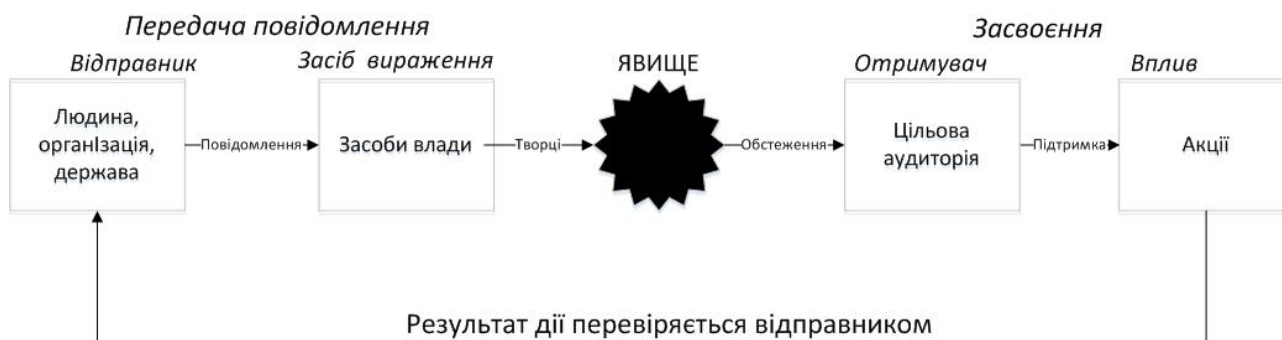 Передача повідомлення
Засвоєння
Відправник
Засіб вираження
ЯВИЩЕ
Отримувач
Вплив
Людина,
організація,
держава
Повідомлення
Засоби влади
Творці
Обстеження
Цільова
аудиторія
Підтримка
Акції
Результат дії перевіряється відправником